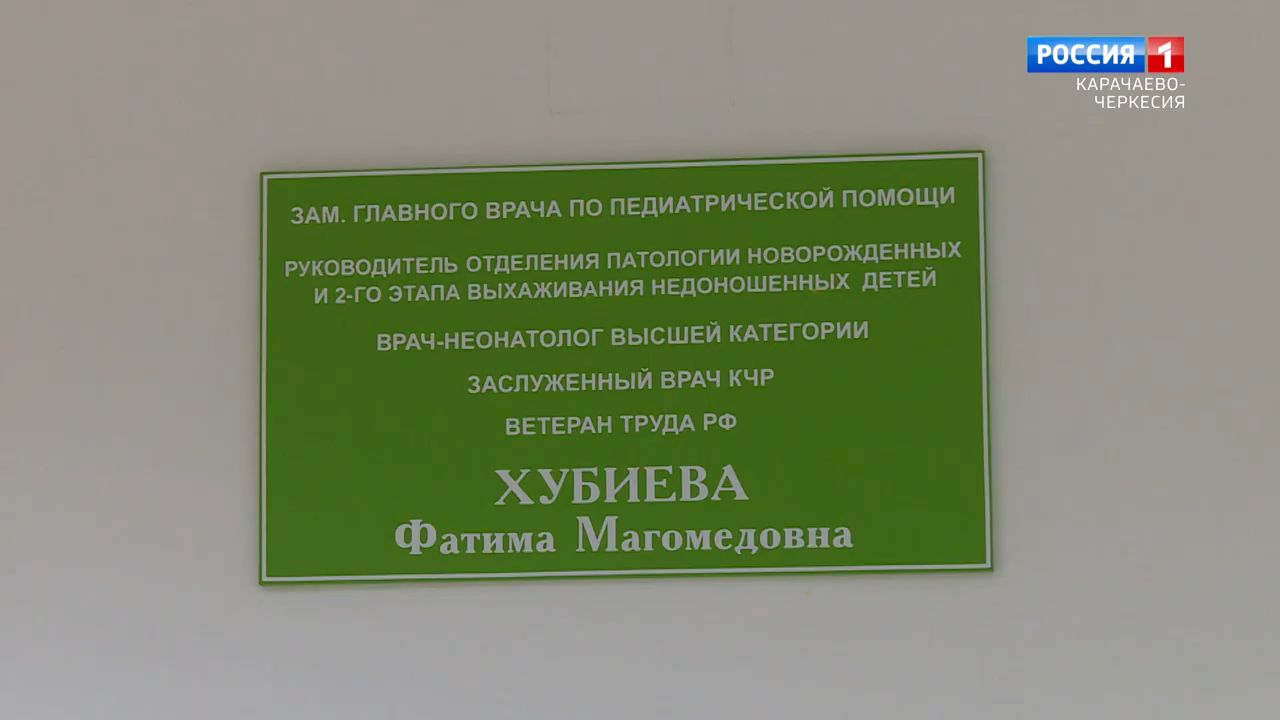 РОССИЯ 1
КАРАЧАЕВО-
ЧЕРКЕСИЯ
ЗАМ. ГЛАВНОГО ВРАЧА ПО ПЕДИАТРИЧЕСКОЙ ПОМОЩИ
РУКОВОДИТЕЛЬ ОТДЕЛЕНИЯ ПАТОЛОГИИ НОВОРОЖДЕННЫХ
И 2-ГО ЭТАПА ВЫХАЖИВАНИЯ НЕДОНОШЕННЫХ ДЕТЕЙ
ВРАЧ-НЕОНАТОЛОГ ВЫСШЕЙ КАТЕГОРИИ
ЗАСЛУЖЕННЫЙ ВРАЧ КЧР
ВЕТЕРАН ТРУДА РФ
ХУБИЕВА
Фатима Магомедовна